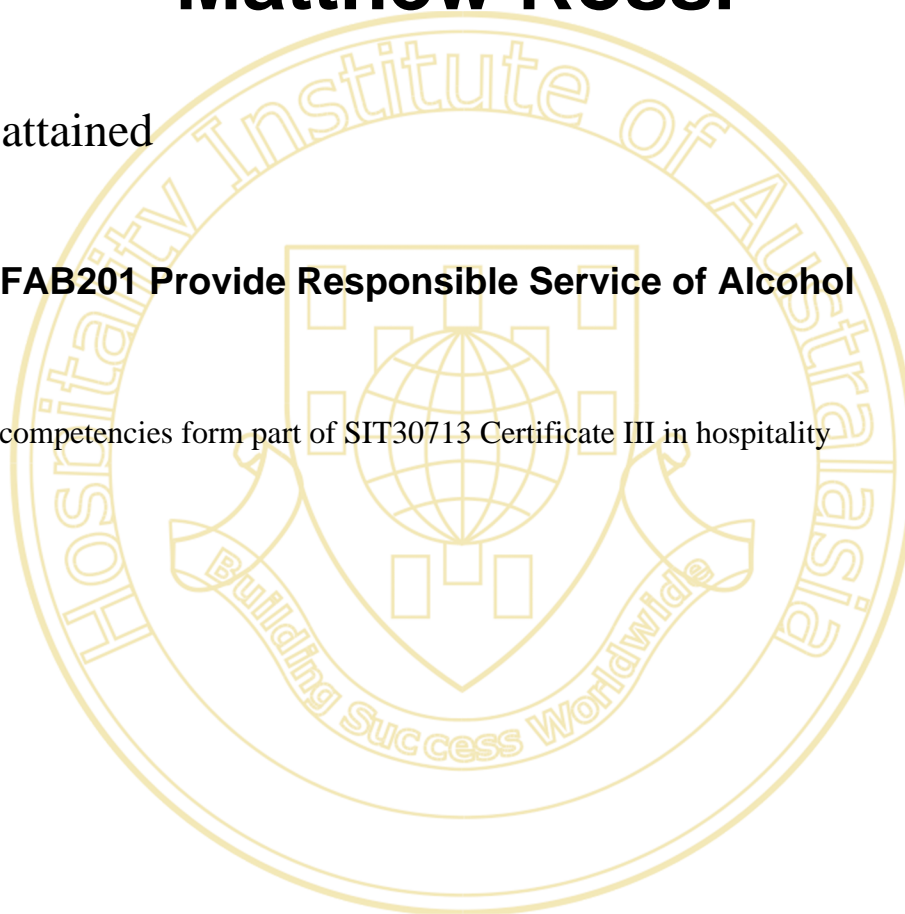 Matthew Rossi
attained
FAB201 Provide Responsible Service of Alcohol
competencies form part of SIT30713 Certificate III in hospitality
Hospitality Institute of Australasia
Building Success Worldwide